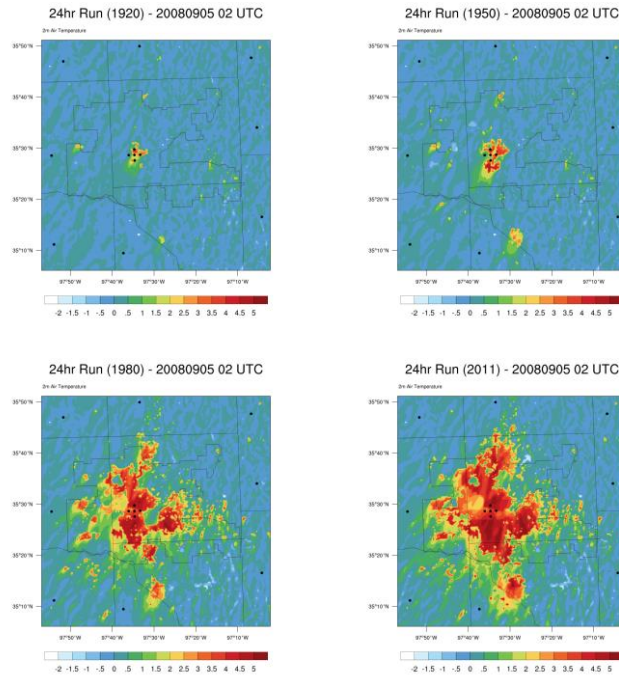 24hr Run (1920) - 20080905 02 UTC
2m Air Temperature
35°50' N
35°40' N
35°30' N
35°20' N
35°10' N
97°50'W 97°40'W 97°30'W 97°20'W 97°10'W
-2 -1.5 -1 -.5 0 .5 1 1.5 2 2.5 3 3.5 4 4.5 5
24hr Run (1950) - 20080905 02 UTC
2m Air Temperature
35°50' N
35°40' N
35°30' N
35°20' N
35°10' N
97°50'W 97°40'W 97°30'W 97°20'W 97°10'W
-2 -1.5 -1 -.5 0 .5 1 1.5 2 2.5 3 3.5 4 4.5 5
24hr Run (1980) - 20080905 02 UTC
2m Air Temperature
35°50' N
35°40' N
35°30' N
35°20' N
35°10' N
97°50'W 97°40'W 97°30'W 97°20'W 97°10'W
-2 -1.5 -1 -.5 0 .5 1 1.5 2 2.5 3 3.5 4 4.5 5
24hr Run (2011) - 20080905 02 UTC
2m Air Temperature
35°50' N
35°40' N
35°30' N
35°20' N
35°10' N
97°50'W 97°40'W 97°30'W 97°20'W 97°10'W
-2 -1.5 -1 -.5 0 .5 1 1.5 2 2.5 3 3.5 4 4.5 5